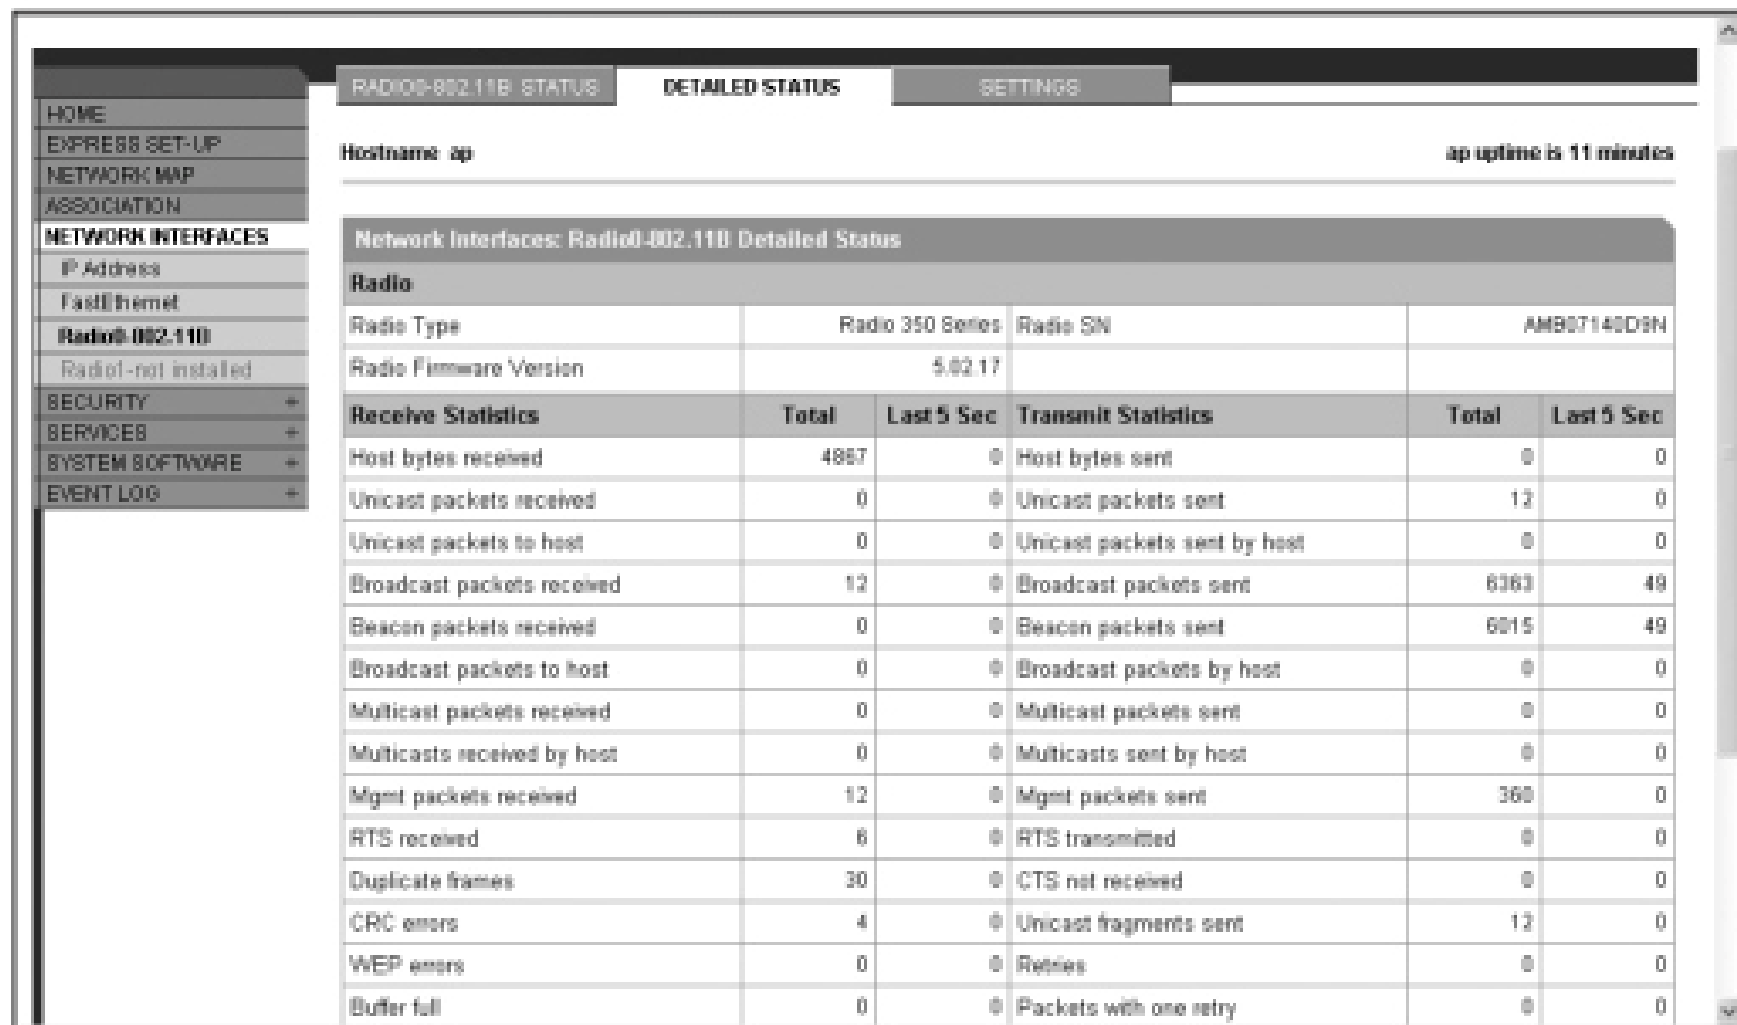 RADIO0-802.11B STATUS
DETAILED STATUS
SETTINGS
HOME
EXPRESS SET-UP
NETWORK MAP
ASSOCIATION
NETWORK INTERFACES
IP Address
FastEthernet
Radio0-802.11B
Radio1-not installed
SECURITY +
SERVICES +
SYSTEM SOFTWARE +
EVENT LOG +
Hostname ap
ap uptime is 11 minutes
Network Interfaces: Radio0-802.11B Detailed Status
Radio
Radio Type Radio 350 Series Radio SN AMB07140D9N
Radio Firmware Version 5.02.17
Receive Statistics Total Last 5 Sec Transmit Statistics Total Last 5 Sec
Host bytes received 4867 0 Host bytes sent 0 0
Unicast packets received 0 0 Unicast packets sent 12 0
Unicast packets to host 0 0 Unicast packets sent by host 0 0
Broadcast packets received 12 0 Broadcast packets sent 6363 49
Beacon packets received 0 0 Beacon packets sent 6015 49
Broadcast packets to host 0 0 Broadcast packets by host 0 0
Multicast packets received 0 0 Multicast packets sent 0 0
Multicasts received by host 0 0 Multicasts sent by host 0 0
Mgmt packets received 12 0 Mgmt packets sent 360 0
RTS received 6 0 RTS transmitted 0 0
Duplicate frames 30 0 CTS not received 0 0
CRC errors 4 0 Unicast fragments sent 12 0
WEP errors 0 0 Retries 0 0
Buffer full 0 0 Packets with one retry 0 0